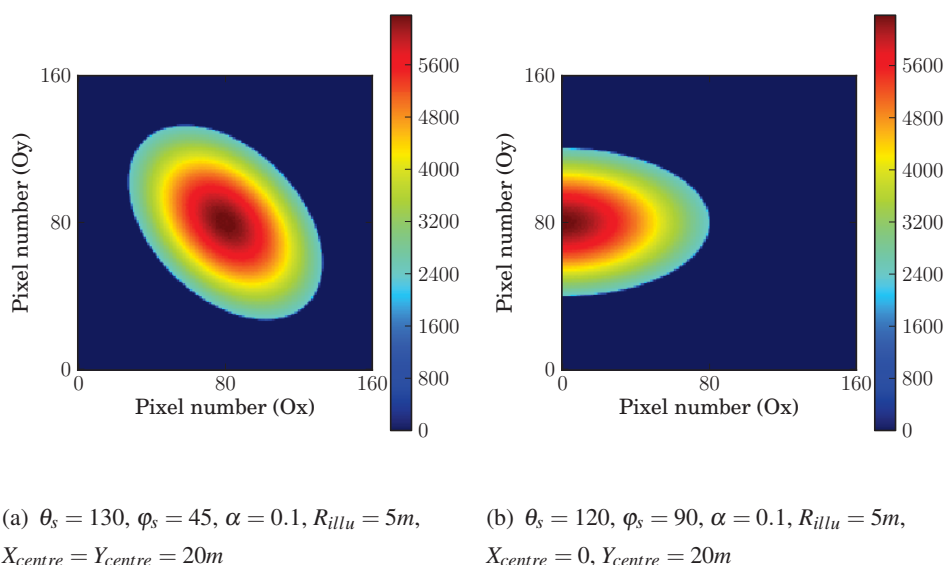 160
80
0
Pixel number (Oy)
0 80 160
Pixel number (Ox)
5600
4800
4000
3200
2400
1600
800
0
160
80
0
Pixel number (Oy)
0 80 160
Pixel number (Ox)
5600
4800
4000
3200
2400
1600
800
0
(a) θs = 130, φs = 45, α = 0.1, Rillu = 5m,
Xcentre = Ycentre = 20m
(b) θs = 120, φs = 90, α = 0.1, Rillu = 5m,
Xcentre = 0, Ycentre = 20m